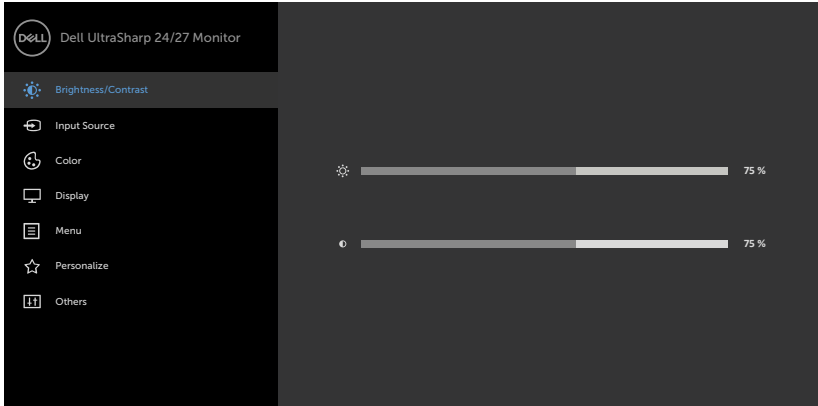 DELL
Dell UltraSharp 24/27 Monitor
Brightness/Contrast
Input Source
Color
Display
Menu
Personalize
Others
75 %
75 %